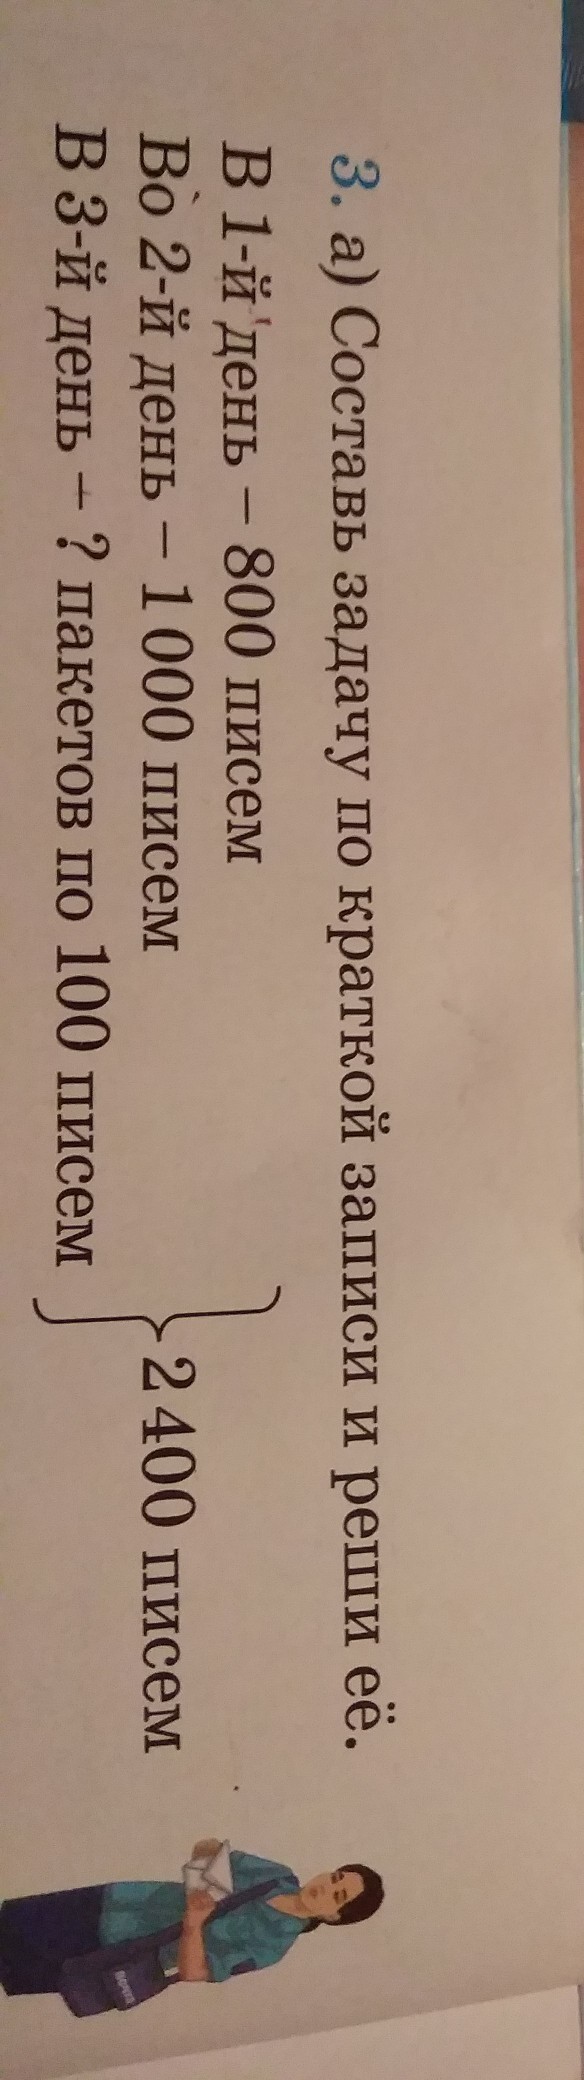 3. а) Составь задачу по краткой записи и реши её.
В 1-й день – 800 писем
Во 2-й день – 1 000 писем
В 3-й день – ? пакетов по 100 писем
2 400 писем